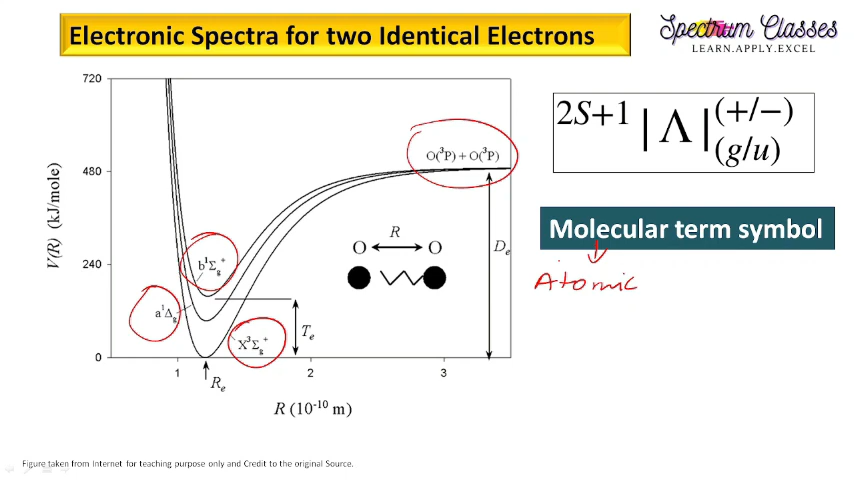 Electronic Spectra for two Identical Electrons
Spectrum Classes
LEARN.APPLY.EXCEL
720
480
240
0
V(R) (kJ/mole)
O(³P) + O(³P)
b¹Σg⁺
a¹Δg
X³Σg⁺
Te
De
R
O O
Re
1 2 3
R (10⁻¹⁰ m)
2S+1 |Λ| (+/−) (g/u)
Molecular term symbol
Atomic
Figure taken from Internet for teaching purpose only and Credit to the original Source.